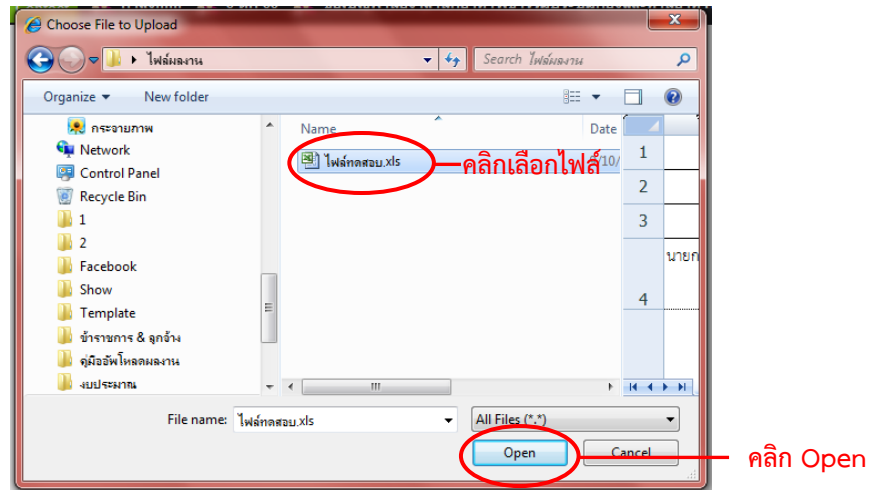 Choose File to Upload
ไฟล์ผลงาน
Search ไฟล์ผลงาน
Organize
New folder
Name
Date
กระจายภาพ
Network
Control Panel
Recycle Bin
1
2
Facebook
Show
Template
ข้าราชการ & ลูกจ้าง
คู่มืออัพโหลดผลงาน
งบประมาณ
ไฟล์ทดสอบ.xls
/10/
คลิกเลือกไฟล์
1
2
3
นายก
4
File name:
ไฟล์ทดสอบ.xls
All Files (*.*)
Open
Cancel
คลิก Open